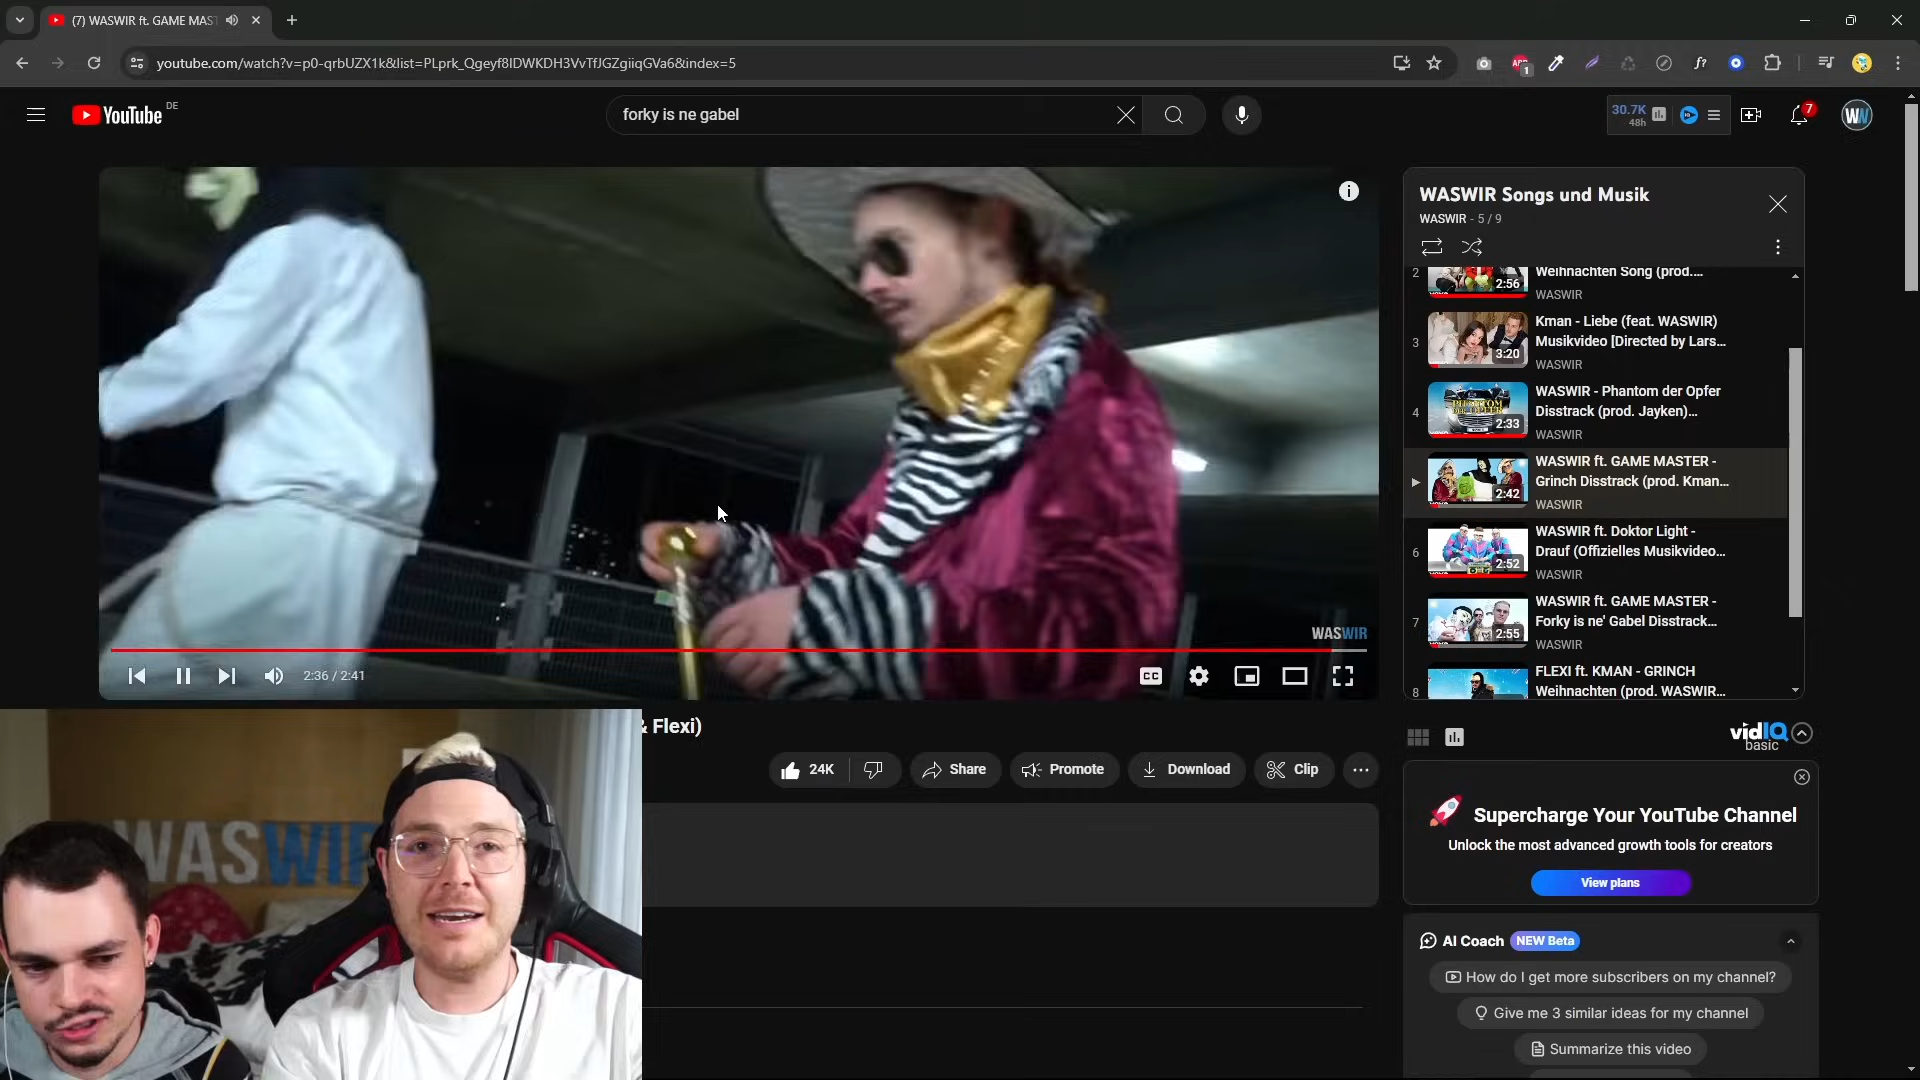 (7) WASWIR ft. GAME MAS
youtube.com/watch?v=p0-qrbUZX1k&list=PLprk_Qgeyf8IDWKDH3VvTfJGZgiiqGVa6&index=5
1
YouTube DE
forky is ne gabel
30.7K
48h
7
WASWIR
2:36 / 2:41
CC
WASWIR Songs und Musik
WASWIR - 5 / 9
2
2:56
Weihnachten Song (prod....
WASWIR
3
3:20
Kman - Liebe (feat. WASWIR)
Musikvideo [Directed by Lars...
WASWIR
4
PHANTOM
DER OPFER
2:33
WASWIR - Phantom der Opfer
Disstrack (prod. Jayken)...
WASWIR
2:42
WASWIR ft. GAME MASTER -
Grinch Disstrack (prod. Kman...
WASWIR
6
2:52
WASWIR ft. Doktor Light -
Drauf (Offizielles Musikvideo...
WASWIR
7
2:55
WASWIR ft. GAME MASTER -
Forky is ne' Gabel Disstrack...
WASWIR
8
FLEXI ft. KMAN - GRINCH
Weihnachten (prod. WASWIR...
& Flexi)
24K
Share
Promote
Download
Clip
WASWIR
vidIQ
basic
Supercharge Your YouTube Channel
Unlock the most advanced growth tools for creators
View plans
AI Coach NEW Beta
How do I get more subscribers on my channel?
Give me 3 similar ideas for my channel
Summarize this video